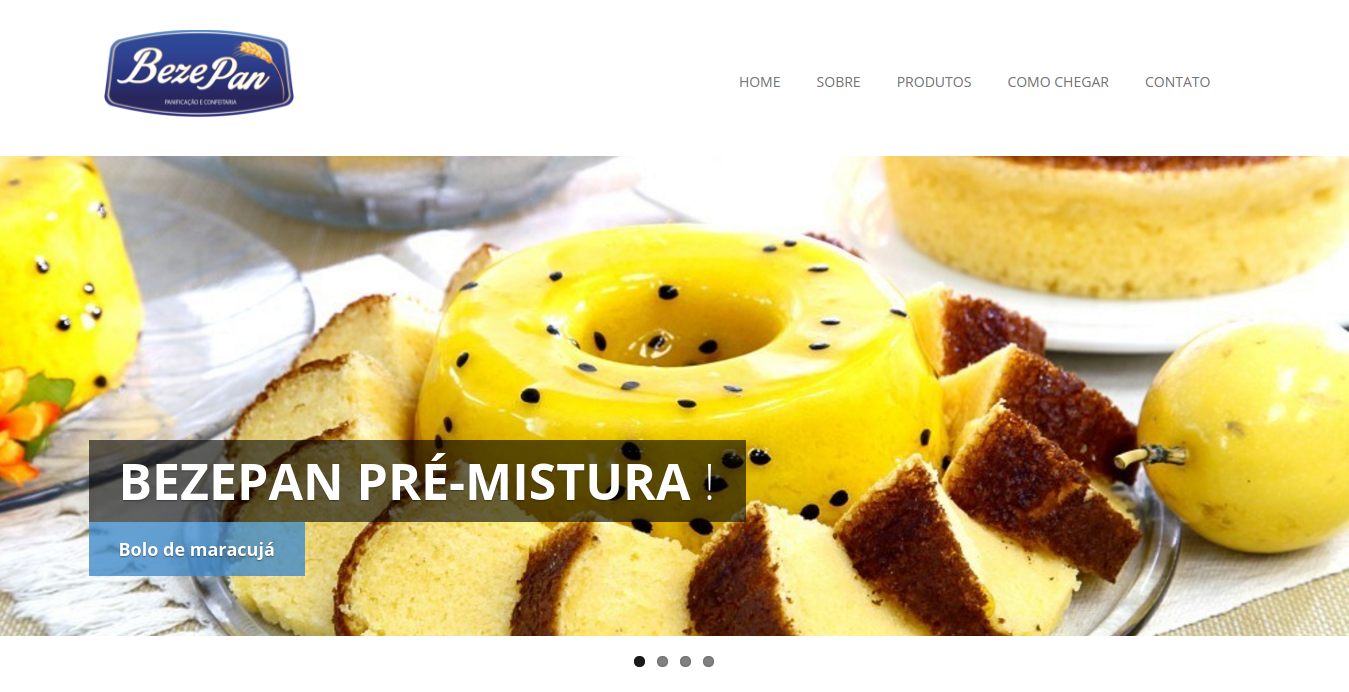 BezePan
PANIFICAÇÃO E CONFEITARIA
HOME SOBRE PRODUTOS COMO CHEGAR CONTATO
BEZEPAN PRÉ-MISTURA !
Bolo de maracujá